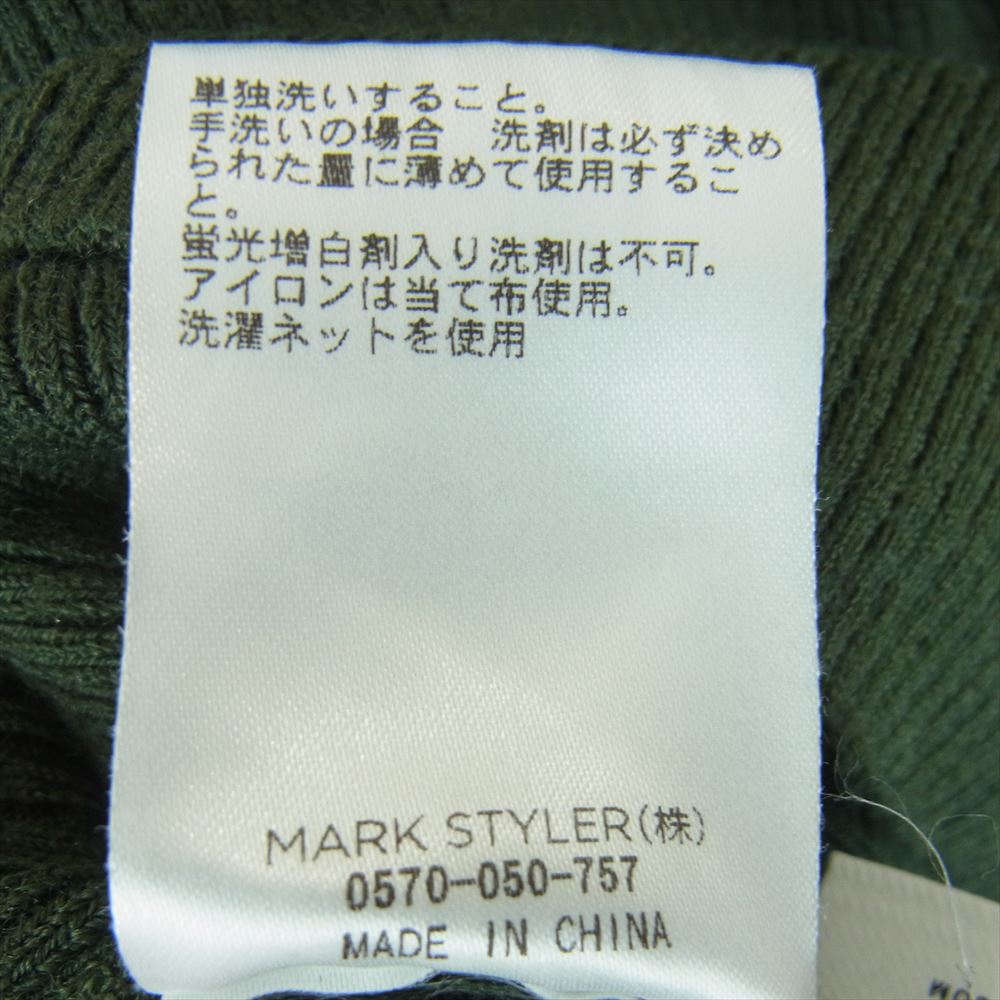 単独洗いすること。
手洗いの場合　洗剤は必ず決め
られた量に薄めて使用するこ
と。
蛍光増白剤入り洗剤は不可。
アイロンは当て布使用。
洗濯ネットを使用
MARK STYLER(株)
0570-050-757
MADE IN CHINA